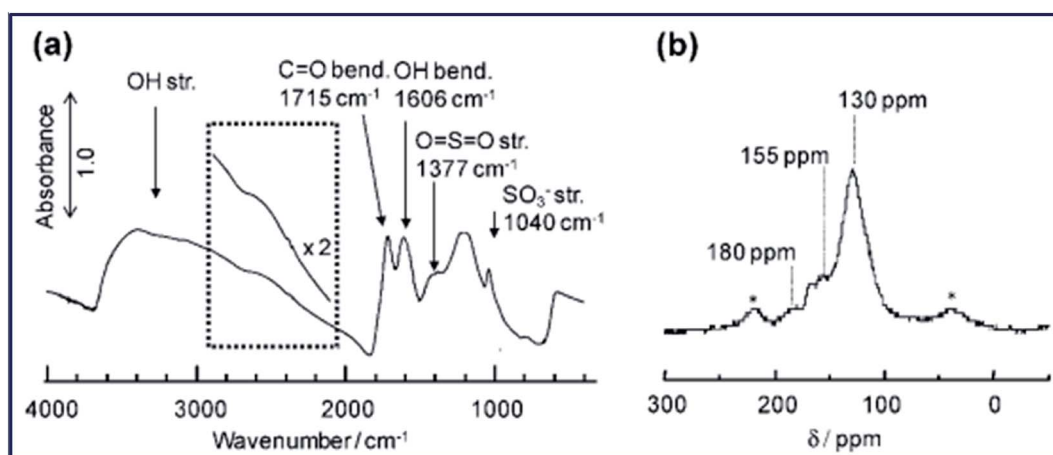 (a)
OH str.
Absorbance
1.0
C=O bend.
1715 cm⁻¹
OH bend.
1606 cm⁻¹
O=S=O str.
1377 cm⁻¹
SO₃⁻ str.
1040 cm⁻¹
x 2
4000 3000 2000 1000
Wavenumber / cm⁻¹
(b)
130 ppm
155 ppm
180 ppm
* *
300 200 100 0
δ / ppm